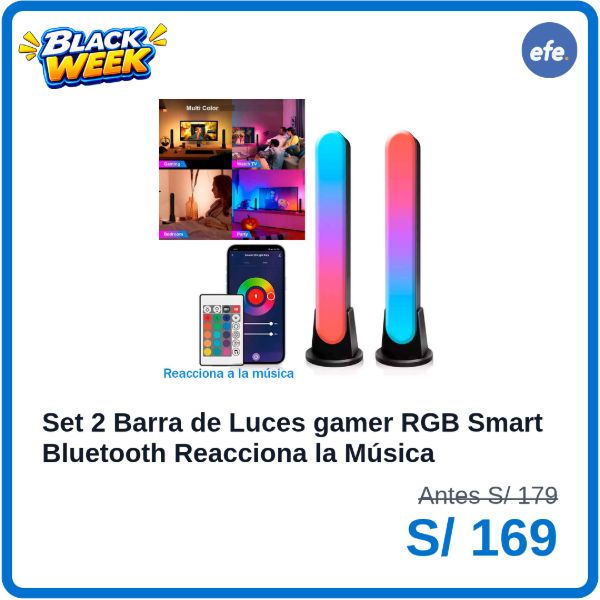 BLACK
WEEK
efe.
Multi Color
Gaming
Watch TV
Bedroom
Party
Reacciona a la música
Set 2 Barra de Luces gamer RGB Smart
Bluetooth Reacciona la Música
Antes S/ 179
S/ 169